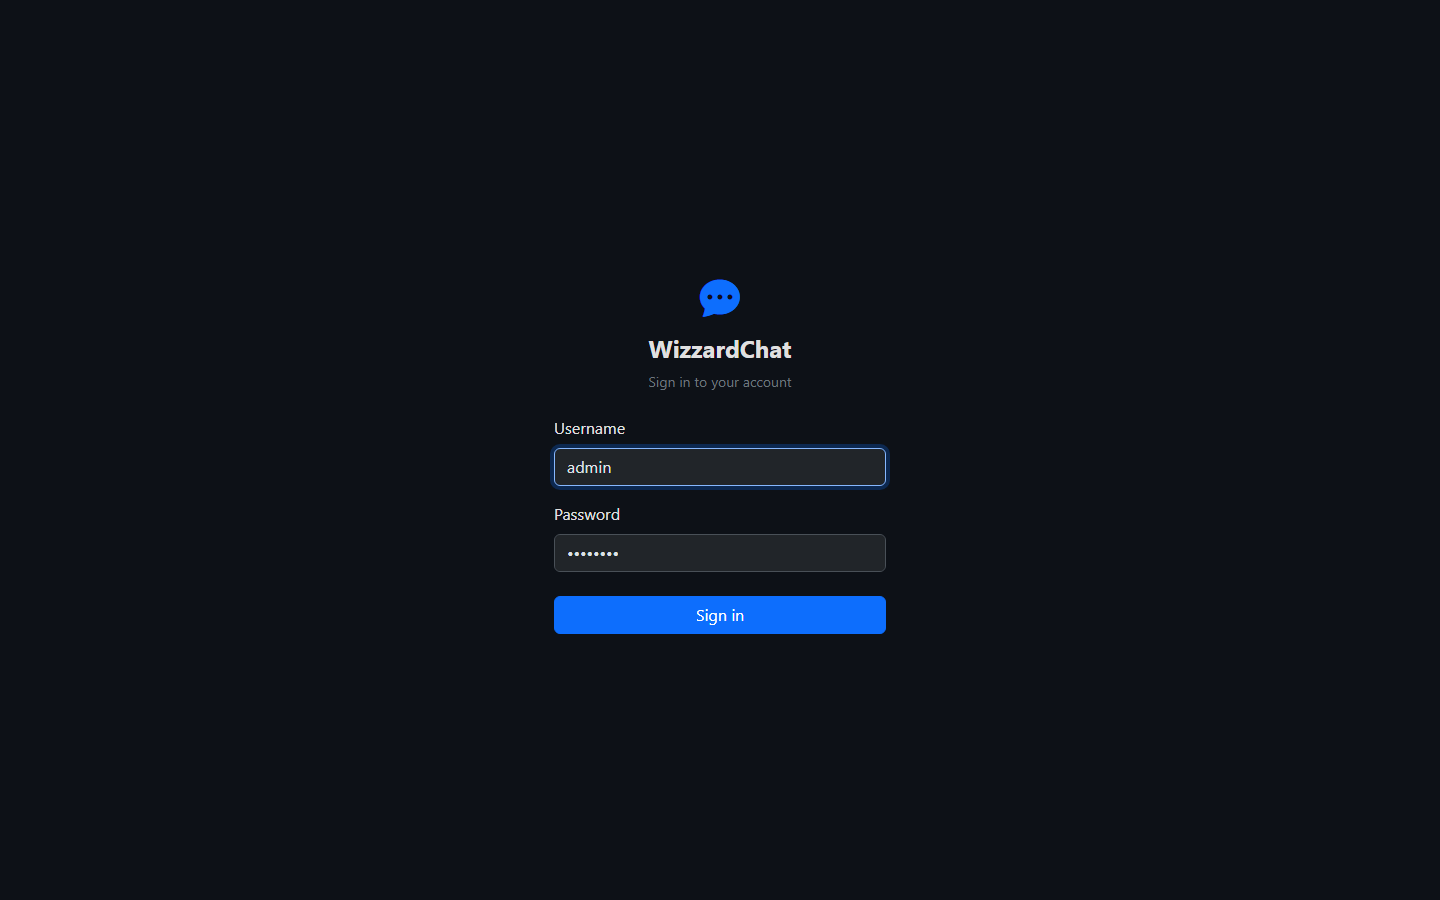 WizzardChat
Sign in to your account
Username
admin
Password
••••••••
Sign in